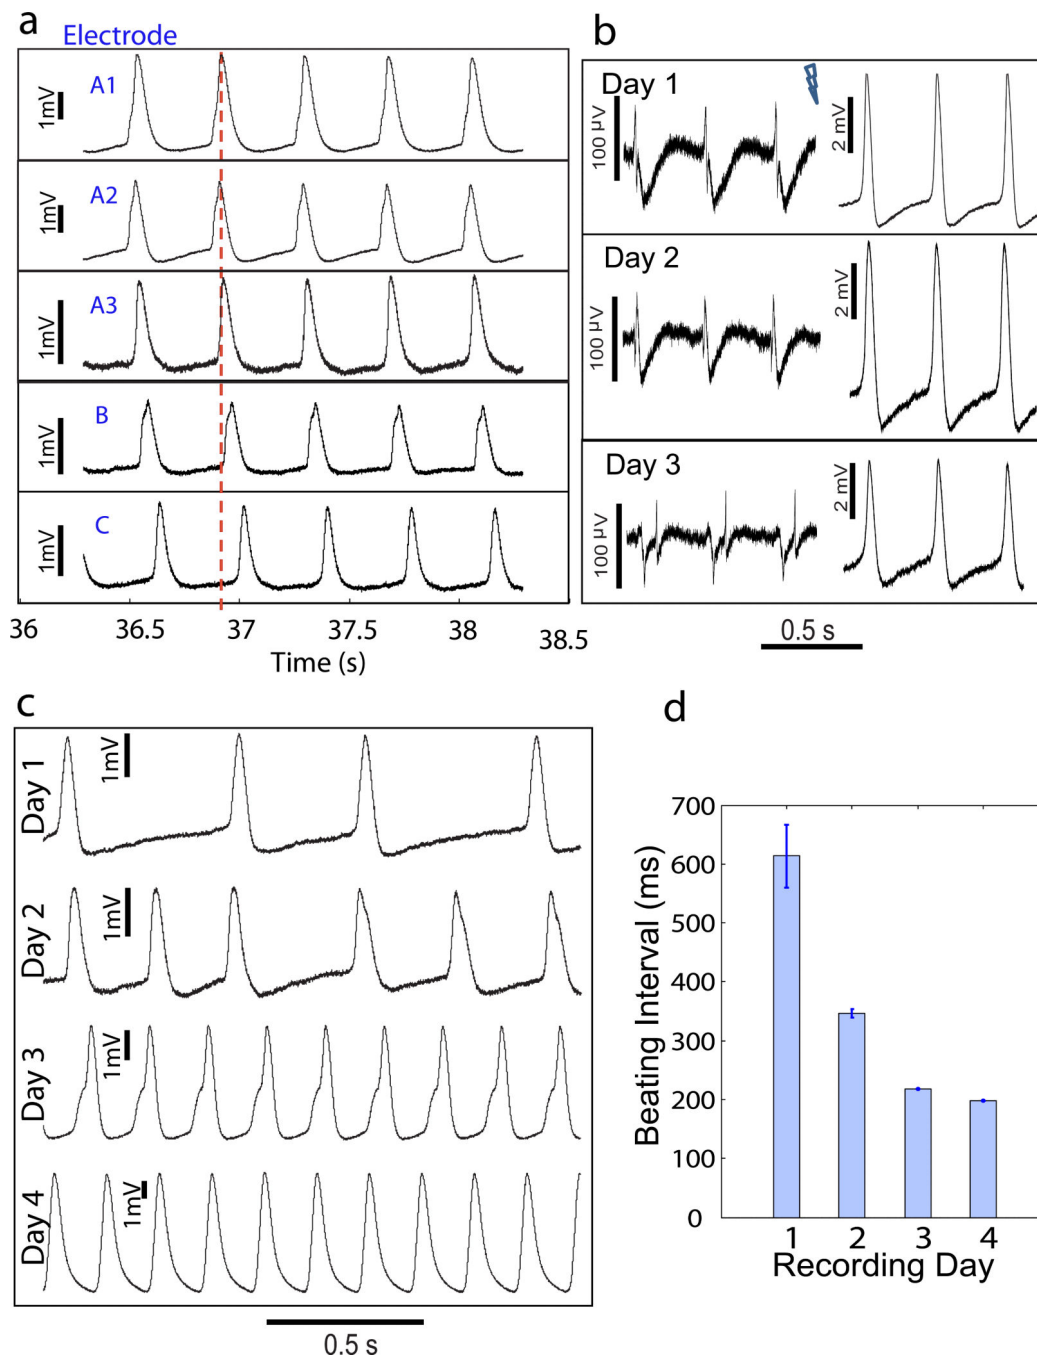 a
Electrode
A1
1mV
A2
1mV
A3
1mV
B
1mV
C
1mV
36
36.5
37
37.5
38
38.5
Time (s)
b
Day 1
100 µV
2 mV
Day 2
100 µV
2 mV
Day 3
100 µV
2 mV
0.5 s
c
Day 1
1mV
Day 2
1mV
Day 3
1mV
Day 4
1mV
0.5 s
d
700
600
500
400
300
200
100
0
Beating Interval (ms)
1 2 3 4
Recording Day